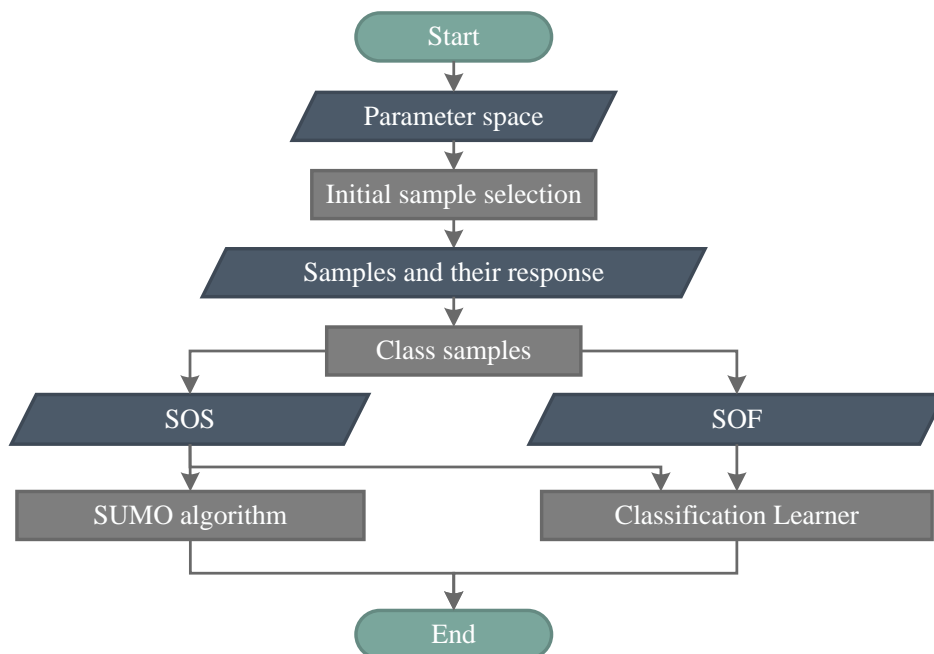 Start
Parameter space
Initial sample selection
Samples and their response
Class samples
SOS
SOF
SUMO algorithm
Classification Learner
End